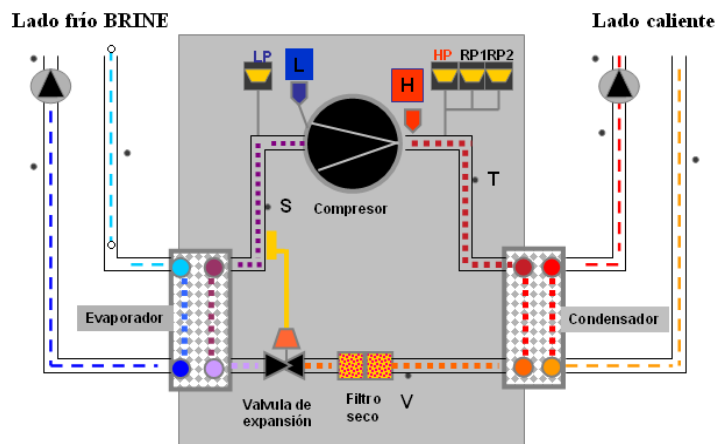 Lado frío BRINE
Lado caliente
LP
L
H
HP RP1 RP2
S
Compresor
T
Evaporador
Condensador
Valvula de
expansión
Filtro
seco
V